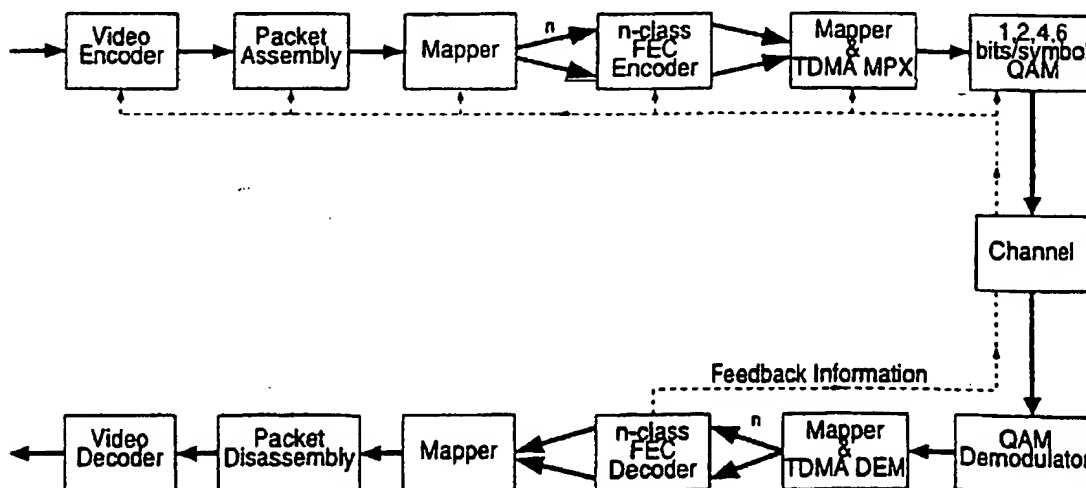 Video
Encoder
Packet
Assembly
Mapper
n
n-class
FEC
Encoder
Mapper
&
TDMA MPX
1,2,4,6
bits/symbol
QAM
Channel
Feedback Information
Video
Decoder
Packet
Disassembly
Mapper
n-class
FEC
Decoder
n
Mapper
&
TDMA DEM
QAM
Demodulator